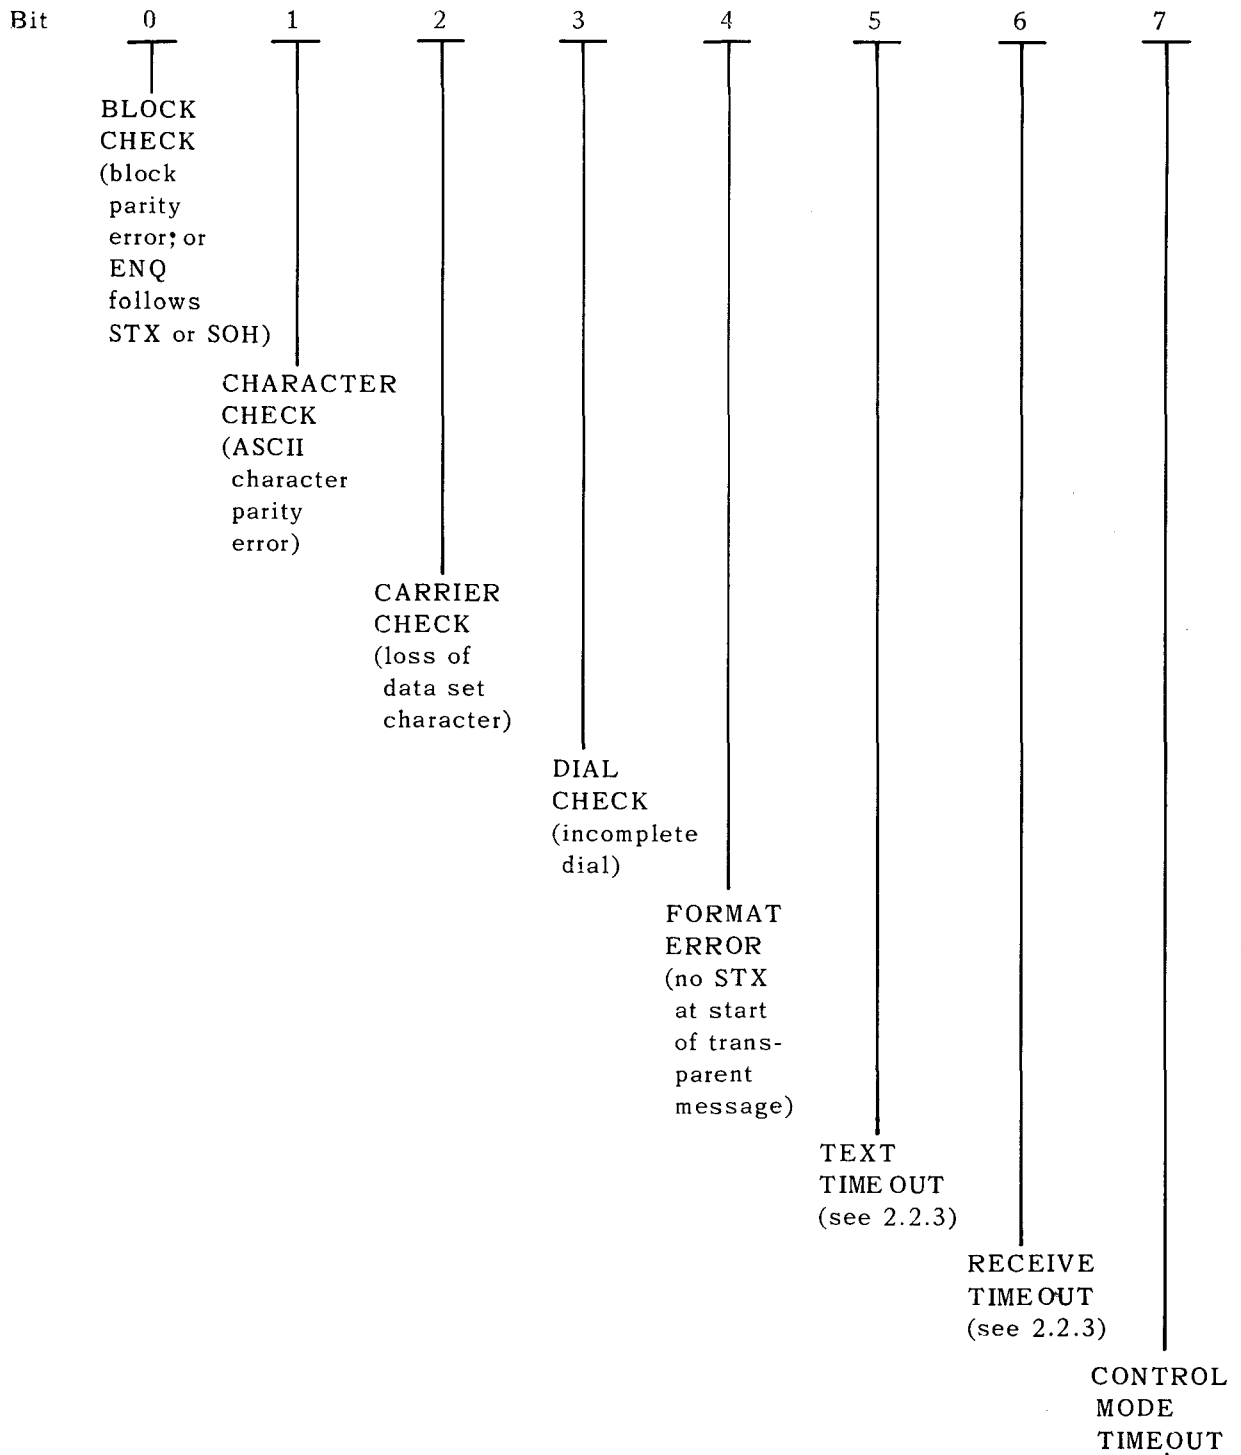 Bit 0 1 2 3 4 5 6 7
BLOCK
CHECK
(block
parity
error; or
ENQ
follows
STX or SOH)
CHARACTER
CHECK
(ASCII
character
parity
error)
CARRIER
CHECK
(loss of
data set
character)
DIAL
CHECK
(incomplete
dial)
FORMAT
ERROR
(no STX
at start
of trans-
parent
message)
TEXT
TIME OUT
(see 2.2.3)
RECEIVE
TIMEOUT
(see 2.2.3)
CONTROL
MODE
TIMEOUT